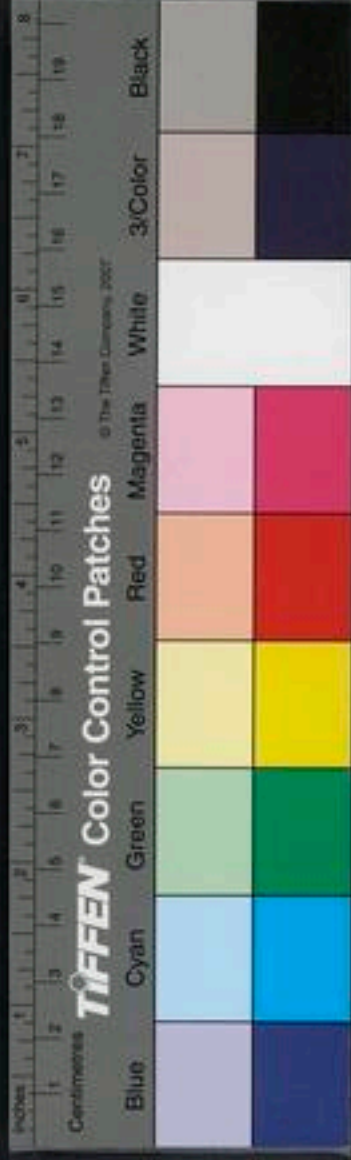 Inches 1 2 3 4 5 6 7 8
Centimetres 1 2 3 4 5 6 7 8 9 10 11 12 13 14 15 16 17 18 19
TIFFEN Color Control Patches © The Tiffen Company, 2007
Blue Cyan Green Yellow Red Magenta White 3/Color Black